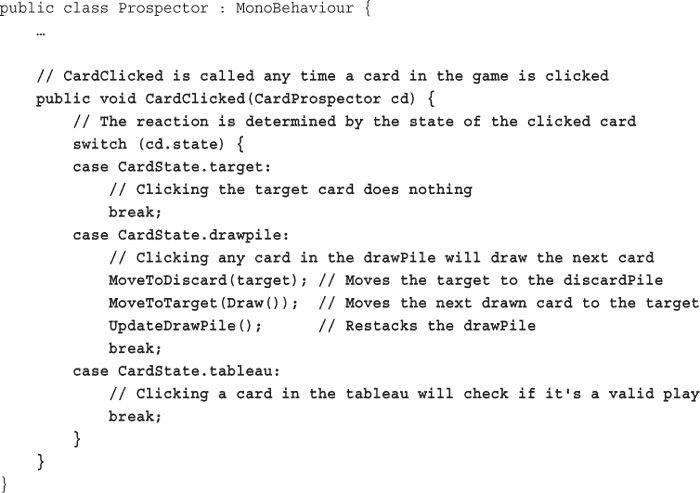 public class Prospector : MonoBehaviour {
…
// CardClicked is called any time a card in the game is clicked
public void CardClicked(CardProspector cd) {
// The reaction is determined by the state of the clicked card
switch (cd.state) {
case CardState.target:
// Clicking the target card does nothing
break;
case CardState.drawpile:
// Clicking any card in the drawPile will draw the next card
MoveToDiscard(target); // Moves the target to the discardPile
MoveToTarget(Draw());  // Moves the next drawn card to the target
UpdateDrawPile();      // Restacks the drawPile
break;
case CardState.tableau:
// Clicking a card in the tableau will check if it's a valid play
break;
}
}
}